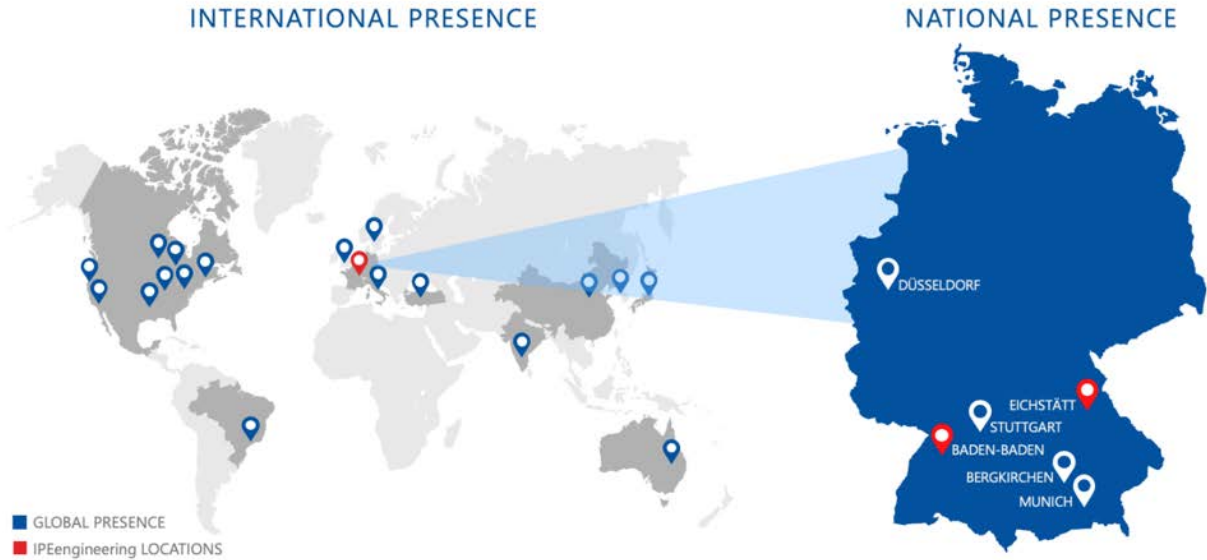 INTERNATIONAL PRESENCE
NATIONAL PRESENCE
DÜSSELDORF
EICHSTÄTT
STUTTGART
BADEN-BADEN
BERGKIRCHEN
MUNICH
GLOBAL PRESENCE
IPEengineering LOCATIONS